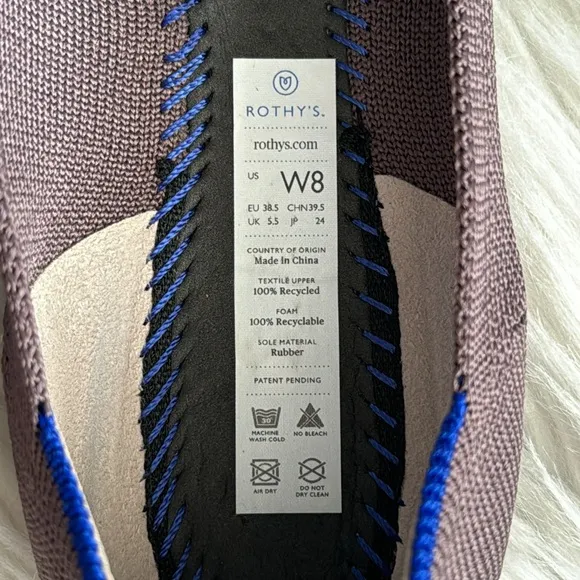 ROTHY'S.
rothys.com
US W8
EU 38.5 CHN39.5
UK 5.5 JP 24
COUNTRY OF ORIGIN
Made in China
TEXTILE UPPER
100% Recycled
FOAM
100% Recyclable
SOLE MATERIAL
Rubber
PATENT PENDING
30°
MACHINE WASH COLD
NO BLEACH
AIR DRY
DO NOT DRY CLEAN